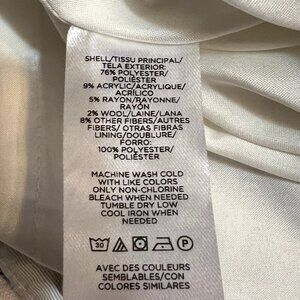 SHELL/TISSU PRINCIPAL/
TELA EXTERIOR:
76% POLYESTER/
POLIÉSTER
9% ACRYLIC/ACRYLIQUE/
ACRÍLICO
5% RAYON/RAYONNE/
RAYÓN
2% WOOL/LAINE/LANA
8% OTHER FIBERS/ AUTRES
FIBERS/ OTRAS FIBRAS
LINING/DOUBLURE/
FORRO:
100% POLYESTER/
POLIÉSTER
MACHINE WASH COLD
WITH LIKE COLORS
ONLY NON-CHLORINE
BLEACH WHEN NEEDED
TUMBLE DRY LOW
COOL IRON WHEN
NEEDED
30 P
AVEC DES COULEURS
SEMBLABLES/CON
COLORES SIMILARES